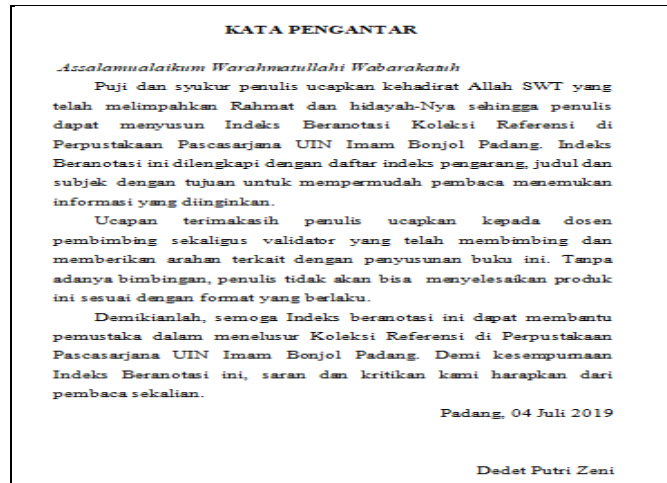 KATA PENGANTAR
Assalamualaikum Warahmatullahi Wabarakatuh
Puji dan syukur penulis ucapkan kehadirat Allah SWT yang
telah melimpahkan Rahmat dan hidayah-Nya sehingga penulis
dapat menyusun Indeks Beranotasi Koleksi Referensi di
Perpustakaan Pascasarjana UIN Imam Bonjol Padang. Indeks
Beranotasi ini dilengkapi dengan daftar indeks pengarang, judul dan
subjek dengan tujuan untuk mempermudah pembaca menemukan
informasi yang diinginkan.
Ucapan terimakasih penulis ucapkan kepada dosen
pembimbing sekaligus validator yang telah membimbing dan
memberikan arahan terkait dengan penyusunan buku ini. Tanpa
adanya bimbingan, penulis tidak akan bisa menyelesaikan produk
ini sesuai dengan format yang berlaku.
Demikianlah, semoga Indeks beranotasi ini dapat membantu
pemustaka dalam menelusur Koleksi Referensi di Perpustakaan
Pascasarjana UIN Imam Bonjol Padang. Demi kesempurnaan
Indeks Beranotasi ini, saran dan kritikan kami harapkan dari
pembaca sekalian.
Padang, 04 Juli 2019
Dedet Putri Zeni